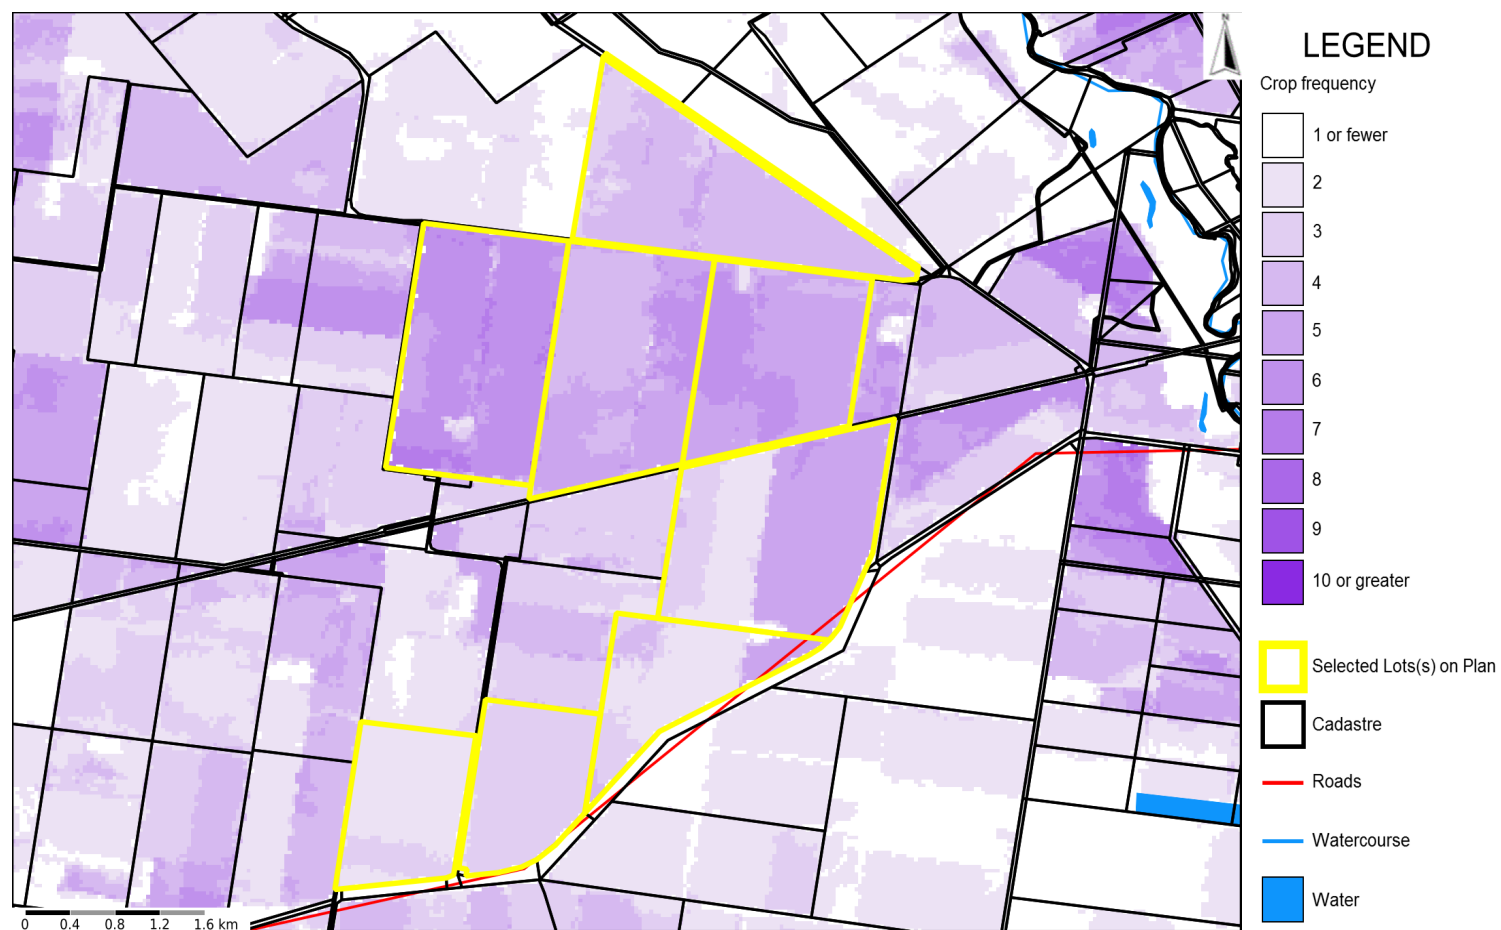 N
LEGEND
Crop frequency
1 or fewer
2
3
4
5
6
7
8
9
10 or greater
Selected Lots(s) on Plan
Cadastre
Roads
Watercourse
Water
0 0.4 0.8 1.2 1.6 km